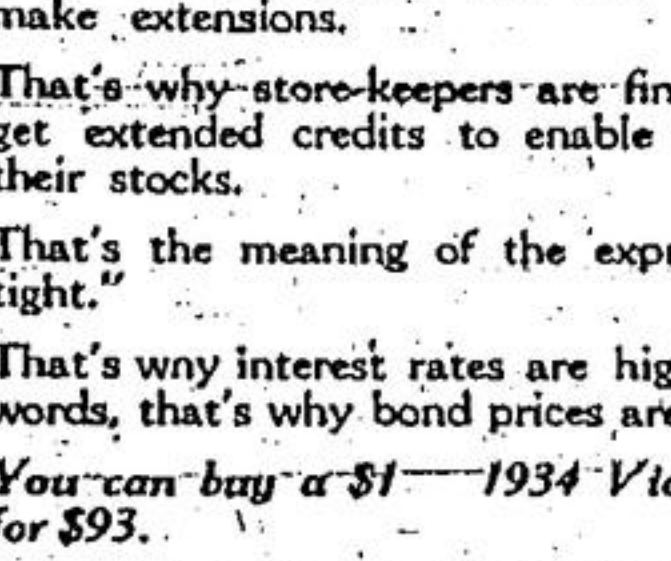 make extensions.
That's why store-keepers are fin
get extended credits to enable
their stocks.
That's the meaning of the expr
tight."
That's wny interest rates are hig
words, that's why bond prices are
You can buy a $1 1934 Vic
for $93.